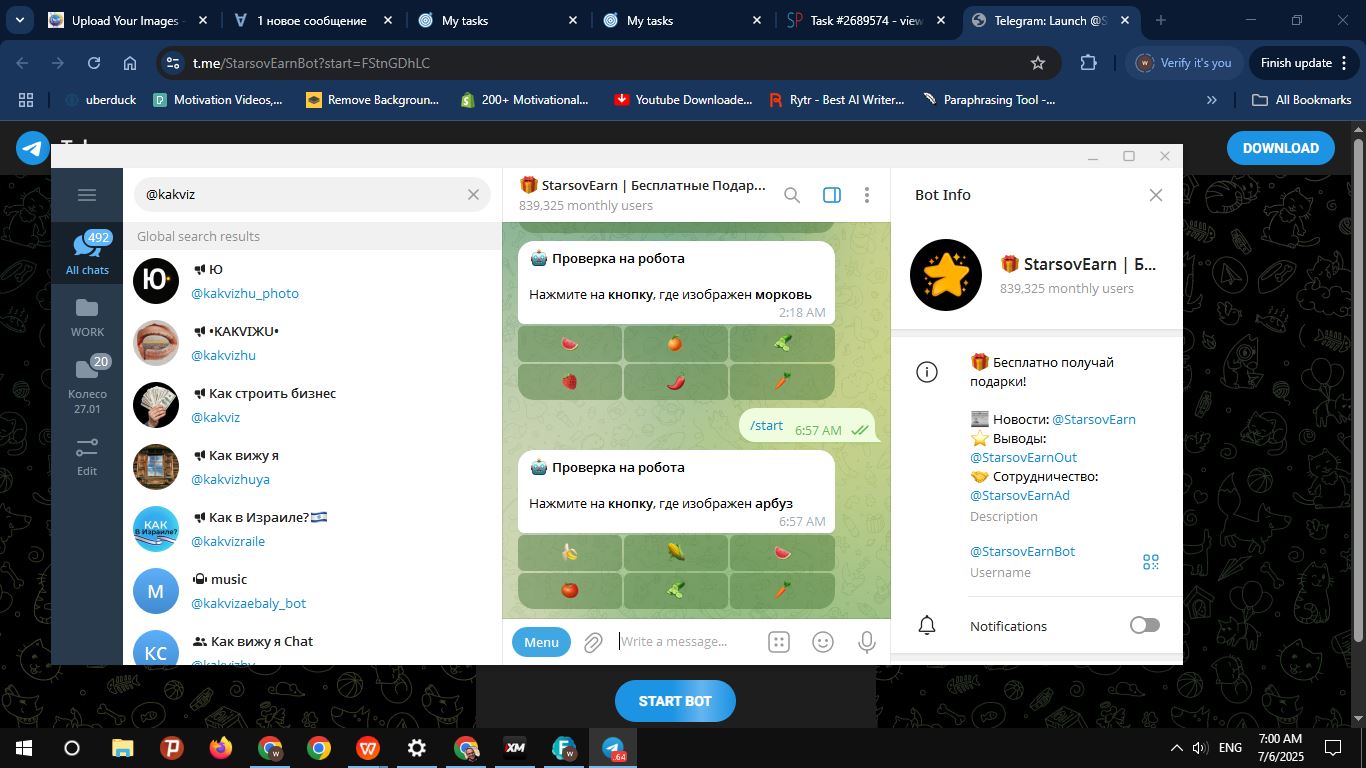 Upload Your Images -
1 новое сообщение
My tasks
My tasks
Task #2689574 - view
Telegram: Launch @S
t.me/StarsovEarnBot?start=FStnGDhLC
Verify it's you
Finish update
uberduck
Motivation Videos,...
Remove Backgroun...
200+ Motivational...
Youtube Downloade...
Rytr - Best AI Writer...
Paraphrasing Tool -...
All Bookmarks
DOWNLOAD
@kakviz
Global search results
492
All chats
WORK
20
Колесо
27.01
Edit
Ю
@kakvizhu_photo
•KAKVIЖU•
@kakvizhu
Как строить бизнес
@kakviz
Как вижу я
@kakvizhuya
КАК
В Израиле?
Как в Израиле?
@kakvizraile
M
music
@kakvizaebaly_bot
КС
Как вижу я Chat
StarsovEarn | Бесплатные Подар...
839,325 monthly users
Проверка на робота
Нажмите на кнопку, где изображен морковь
2:18 AM
/start
6:57 AM
Проверка на робота
Нажмите на кнопку, где изображен арбуз
6:57 AM
Menu
Write a message...
Bot Info
StarsovEarn | Б...
839,325 monthly users
Бесплатно получай
подарки!
Новости: @StarsovEarn
Выводы:
@StarsovEarnOut
Сотрудничество:
@StarsovEarnAd
Description
@StarsovEarnBot
Username
Notifications
START BOT
ENG
7:00 AM
7/6/2025